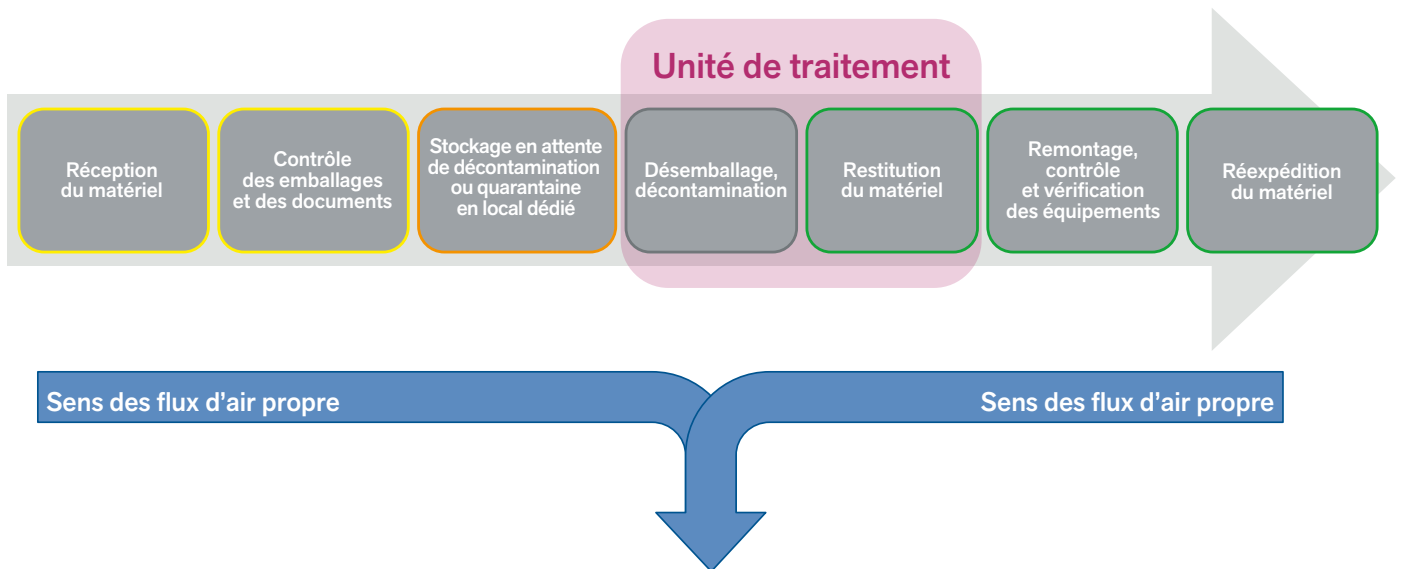 Unité de traitement
Réception
du matériel
Contrôle
des emballages
et des documents
Stockage en attente
de décontamination
ou quarantaine
en local dédié
Désemballage,
décontamination
Restitution
du matériel
Remontage,
contrôle
et vérification
des équipements
Réexpédition
du matériel
Sens des flux d’air propre
Sens des flux d’air propre